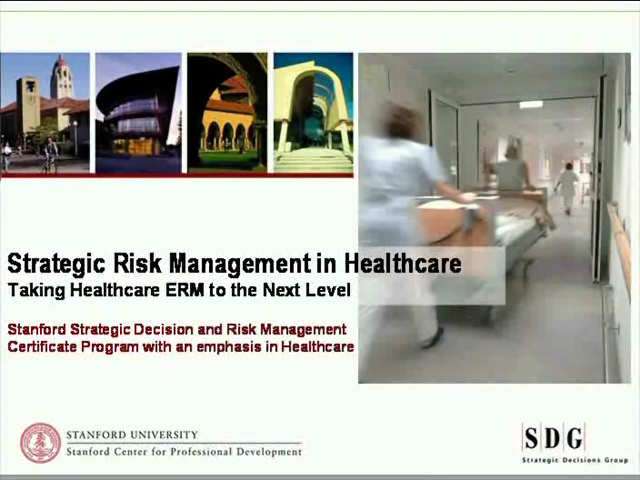 Strategic Risk Management in Healthcare
Taking Healthcare ERM to the Next Level
Stanford Strategic Decision and Risk Management
Certificate Program with an emphasis in Healthcare
STANFORD UNIVERSITY
Stanford Center for Professional Development
SDG
Strategic Decisions Group